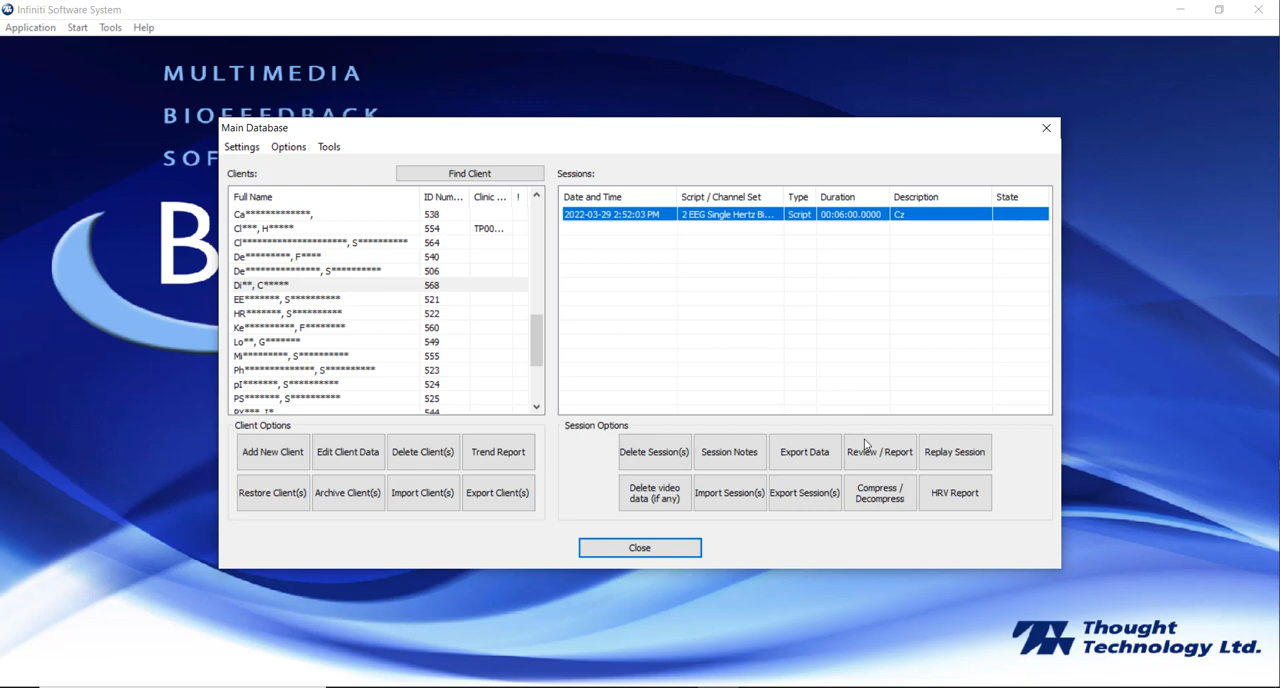 Infiniti Software System
Application Start Tools Help
MULTIMEDIA
BIOFEEDBACK
SOF
B
Main Database
Settings Options Tools
Clients: Find Client Sessions:
Full Name ID Num... Clinic ... ! Date and Time Script / Channel Set Type Duration Description State
Ca*************, 538 2022-03-29 2:52:03 PM 2 EEG Single Hertz Bi... Script 00:06:00.0000 Cz
Cl***, H****** 554 TP00...
Cl*********************, S********** 564
De*********, F**** 540
De***************, S********** 506
Di**, C***** 568
EE*******, S********** 521
HR*******, S********** 522
Ke**********, F******** 560
Lo**, G******* 549
Mi*********, S********** 555
Ph**************, S********** 523
pI*******, S********** 524
PS*******, S********** 525
PX***, I* 544
Client Options Session Options
Add New Client Edit Client Data Delete Client(s) Trend Report Delete Session(s) Session Notes Export Data Review / Report Replay Session
Restore Client(s) Archive Client(s) Import Client(s) Export Client(s) Delete video data (if any) Import Session(s) Export Session(s) Compress / Decompress HRV Report
Close
Thought
Technology Ltd.